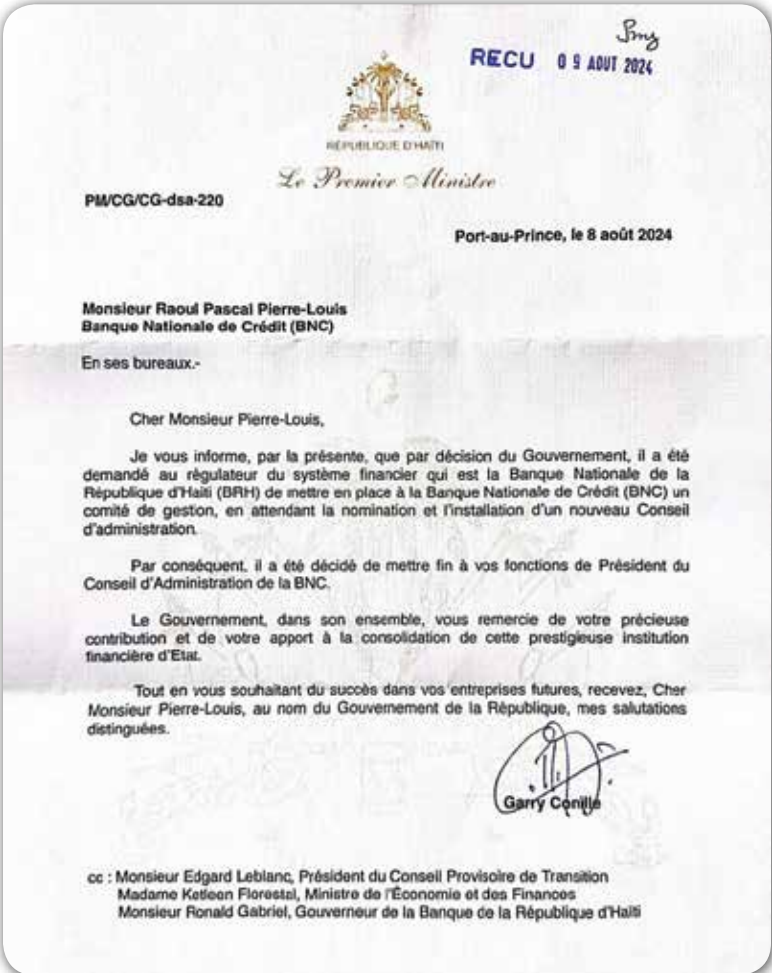 RECU 09 AOUT 2024
RÉPUBLIQUE D'HAÏTI
Le Premier Ministre
PM/CG/CG-dsa-220
Port-au-Prince, le 8 août 2024
Monsieur Raoul Pascal Pierre-Louis
Banque Nationale de Crédit (BNC)
En ses bureaux.-
Cher Monsieur Pierre-Louis,
Je vous informe, par la présente, que par décision du Gouvernement, il a été
demandé au régulateur du système financier qui est la Banque Nationale de la
République d'Haïti (BRH) de mettre en place à la Banque Nationale de Crédit (BNC) un
comité de gestion, en attendant la nomination et l'installation d'un nouveau Conseil
d'administration.
Par conséquent, il a été décidé de mettre fin à vos fonctions de Président du
Conseil d'Administration de la BNC.
Le Gouvernement, dans son ensemble, vous remercie de votre précieuse
contribution et de votre apport à la consolidation de cette prestigieuse institution
financière d'Etat.
Tout en vous souhaitant du succès dans vos entreprises futures, recevez, Cher
Monsieur Pierre-Louis, au nom du Gouvernement de la République, mes salutations
distinguées.
Garry Conille
cc : Monsieur Edgard Leblanc, Président du Conseil Provisoire de Transition
Madame Ketleen Florestal, Ministre de l'Économie et des Finances
Monsieur Ronald Gabriel, Gouverneur de la Banque de la République d'Haïti